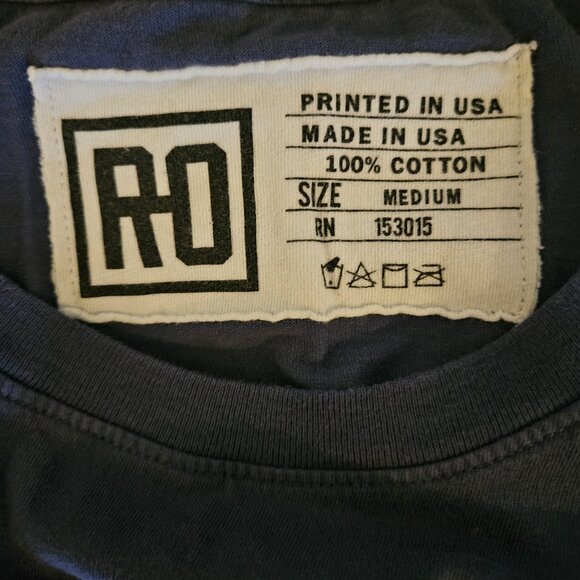 RO
PRINTED IN USA
MADE IN USA
100% COTTON
SIZE MEDIUM
RN 153015